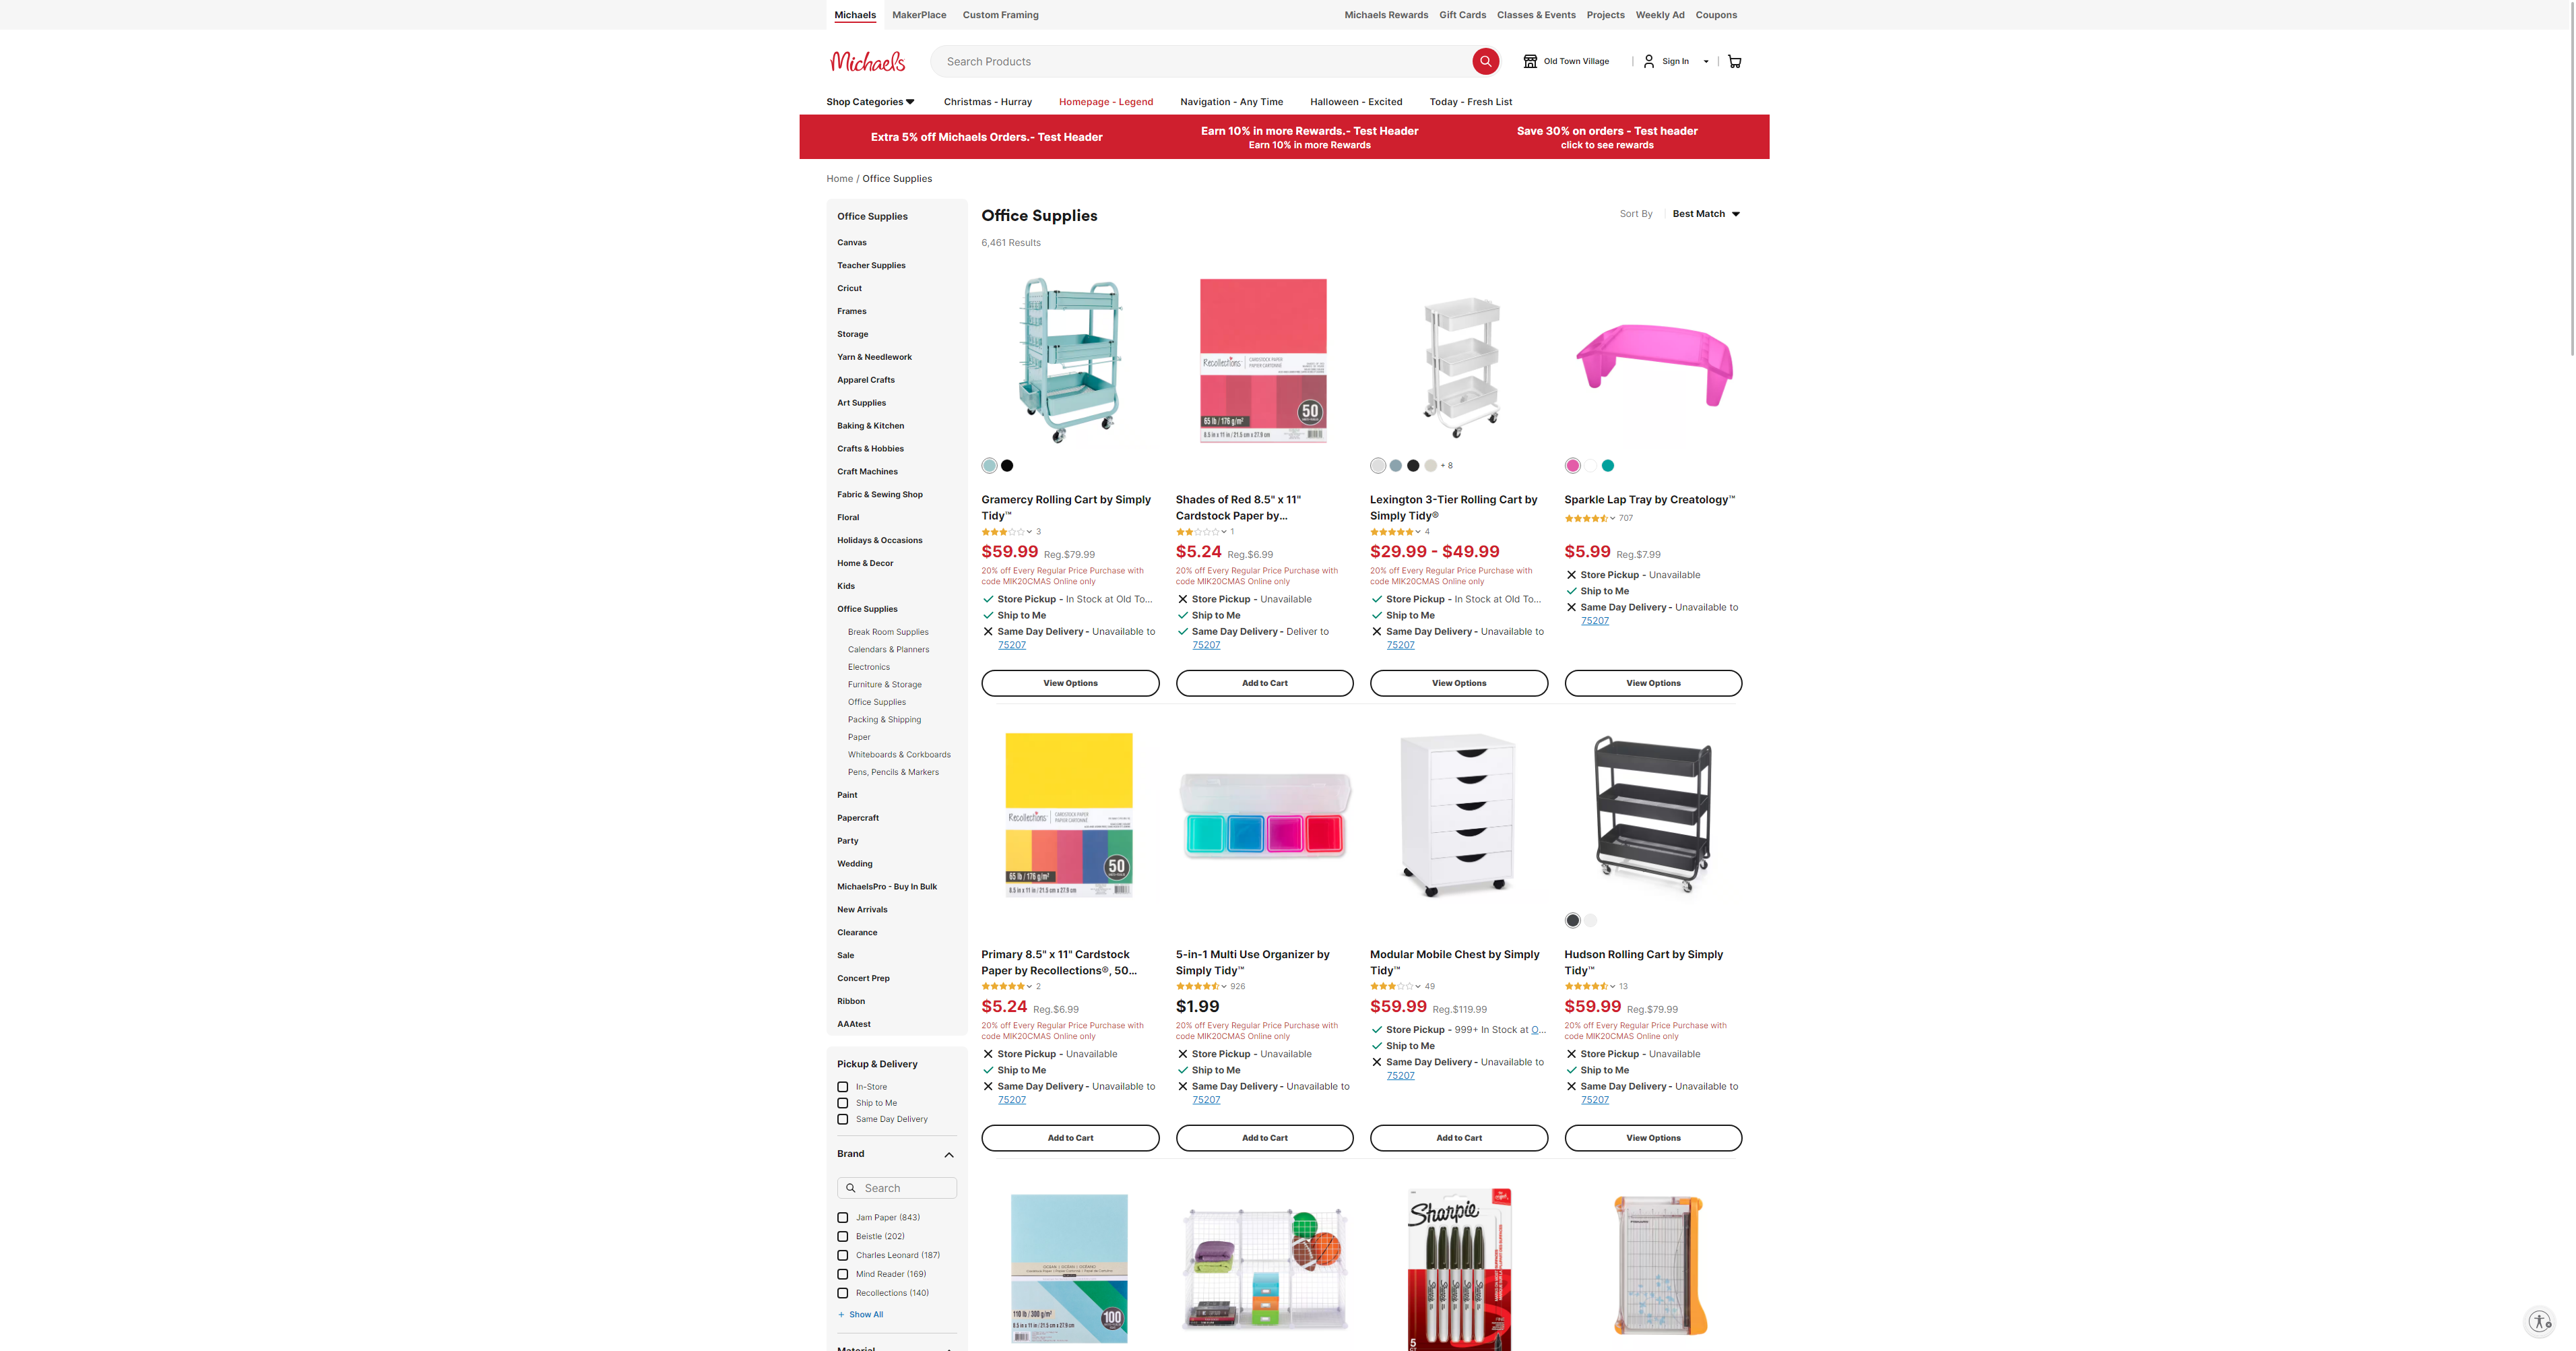 Michaels MakerPlace Custom Framing
Michaels Rewards Gift Cards Classes & Events Projects Weekly Ad Coupons
Michaels
Search Products
Old Town Village | Sign In |
Shop Categories Christmas - Hurray Homepage - Legend Navigation - Any Time Halloween - Excited Today - Fresh List
Extra 5% off Michaels Orders.- Test Header
Earn 10% in more Rewards.- Test Header
Earn 10% in more Rewards
Save 30% on orders - Test header
click to see rewards
Home / Office Supplies
Office Supplies
Canvas
Teacher Supplies
Cricut
Frames
Storage
Yarn & Needlework
Apparel Crafts
Art Supplies
Baking & Kitchen
Crafts & Hobbies
Craft Machines
Fabric & Sewing Shop
Floral
Holidays & Occasions
Home & Decor
Kids
Office Supplies
Break Room Supplies
Calendars & Planners
Electronics
Furniture & Storage
Office Supplies
Packing & Shipping
Paper
Whiteboards & Corkboards
Pens, Pencils & Markers
Paint
Papercraft
Party
Wedding
MichaelsPro - Buy In Bulk
New Arrivals
Clearance
Sale
Concert Prep
Ribbon
AAAtest
Pickup & Delivery
In-Store
Ship to Me
Same Day Delivery
Brand
Search
Jam Paper (843)
Beistle (202)
Charles Leonard (187)
Mind Reader (169)
Recollections (140)
+ Show All
Material
Office Supplies
Sort By Best Match
6,461 Results
Gramercy Rolling Cart by Simply
Tidy™
3
$59.99 Reg.$79.99
20% off Every Regular Price Purchase with
code MIK20CMAS Online only
Store Pickup - In Stock at Old To...
Ship to Me
Same Day Delivery - Unavailable to
75207
View Options
Recollections
CARDSTOCK PAPER
PAPIER CARTONNÉ
50
65 lb / 176 g/m²
8.5 in x 11 in / 21.5 cm x 27.9 cm
Shades of Red 8.5" x 11"
Cardstock Paper by...
1
$5.24 Reg.$6.99
20% off Every Regular Price Purchase with
code MIK20CMAS Online only
Store Pickup - Unavailable
Ship to Me
Same Day Delivery - Deliver to
75207
Add to Cart
+ 8
Lexington 3-Tier Rolling Cart by
Simply Tidy®
4
$29.99 - $49.99
20% off Every Regular Price Purchase with
code MIK20CMAS Online only
Store Pickup - In Stock at Old To...
Ship to Me
Same Day Delivery - Unavailable to
75207
View Options
Sparkle Lap Tray by Creatology™
707
$5.99 Reg.$7.99
Store Pickup - Unavailable
Ship to Me
Same Day Delivery - Unavailable to
75207
View Options
Recollections
CARDSTOCK PAPER
PAPIER CARTONNÉ
50
65 lb / 176 g/m²
8.5 in x 11 in / 21.5 cm x 27.9 cm
Primary 8.5" x 11" Cardstock
Paper by Recollections®, 50...
2
$5.24 Reg.$6.99
20% off Every Regular Price Purchase with
code MIK20CMAS Online only
Store Pickup - Unavailable
Ship to Me
Same Day Delivery - Unavailable to
75207
Add to Cart
5-in-1 Multi Use Organizer by
Simply Tidy™
926
$1.99
20% off Every Regular Price Purchase with
code MIK20CMAS Online only
Store Pickup - Unavailable
Ship to Me
Same Day Delivery - Unavailable to
75207
Add to Cart
Modular Mobile Chest by Simply
Tidy™
49
$59.99 Reg.$119.99
Store Pickup - 999+ In Stock at O...
Ship to Me
Same Day Delivery - Unavailable to
75207
Add to Cart
Hudson Rolling Cart by Simply
Tidy™
13
$59.99 Reg.$79.99
20% off Every Regular Price Purchase with
code MIK20CMAS Online only
Store Pickup - Unavailable
Ship to Me
Same Day Delivery - Unavailable to
75207
View Options
110 lb / 300 g/m²
8.5 in x 11 in / 21.5 cm x 27.9 cm
100
Sharpie
5